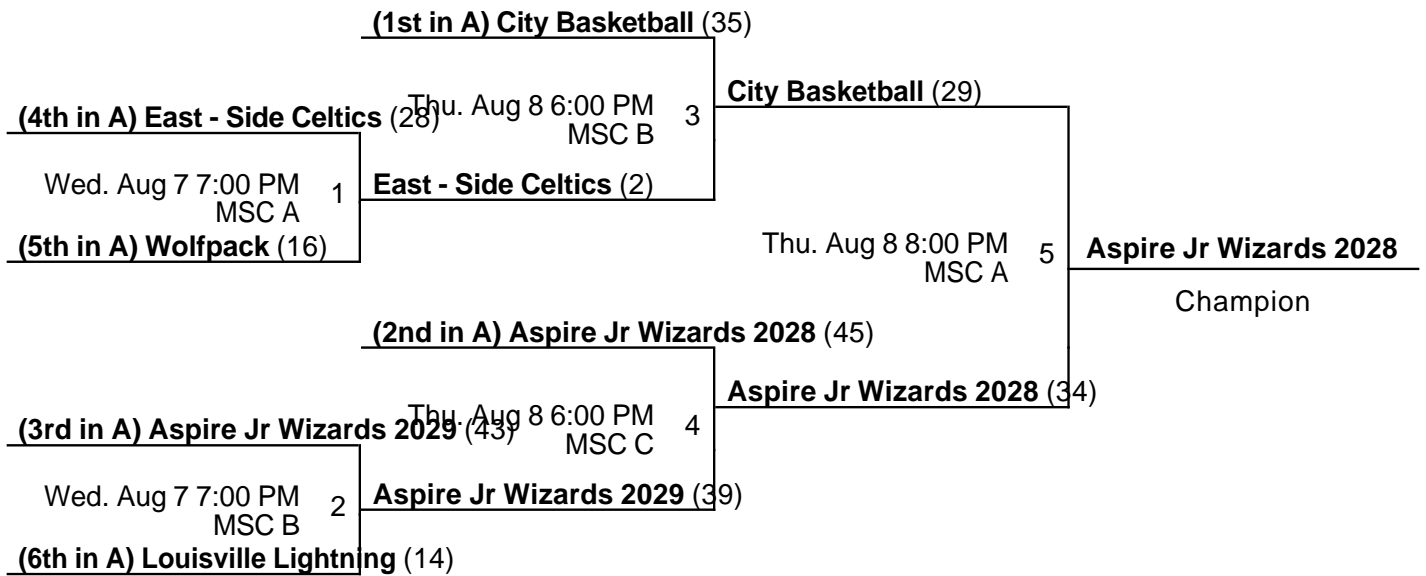 (1st in A) City Basketball (35)
Thu. Aug 8 6:00 PM
MSC B
3
City Basketball (29)
(4th in A) East - Side Celtics (28)
Wed. Aug 7 7:00 PM
MSC A
1
East - Side Celtics (2)
(5th in A) Wolfpack (16)
Thu. Aug 8 8:00 PM
MSC A
5
Aspire Jr Wizards 2028
Champion
(2nd in A) Aspire Jr Wizards 2028 (45)
Thu. Aug 8 6:00 PM
MSC C
4
Aspire Jr Wizards 2028 (34)
(3rd in A) Aspire Jr Wizards 2029 (43)
Wed. Aug 7 7:00 PM
MSC B
2
Aspire Jr Wizards 2029 (39)
(6th in A) Louisville Lightning (14)